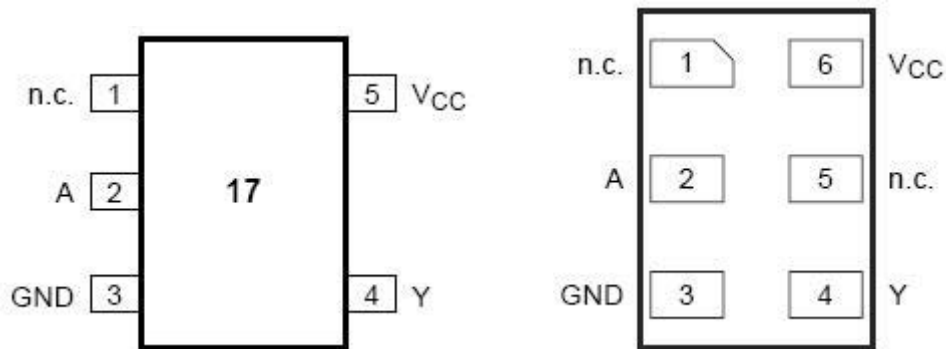 n.c. 1 5 VCC
A 2 17
GND 3 4 Y
n.c. 1 6 VCC
A 2 5 n.c.
GND 3 4 Y